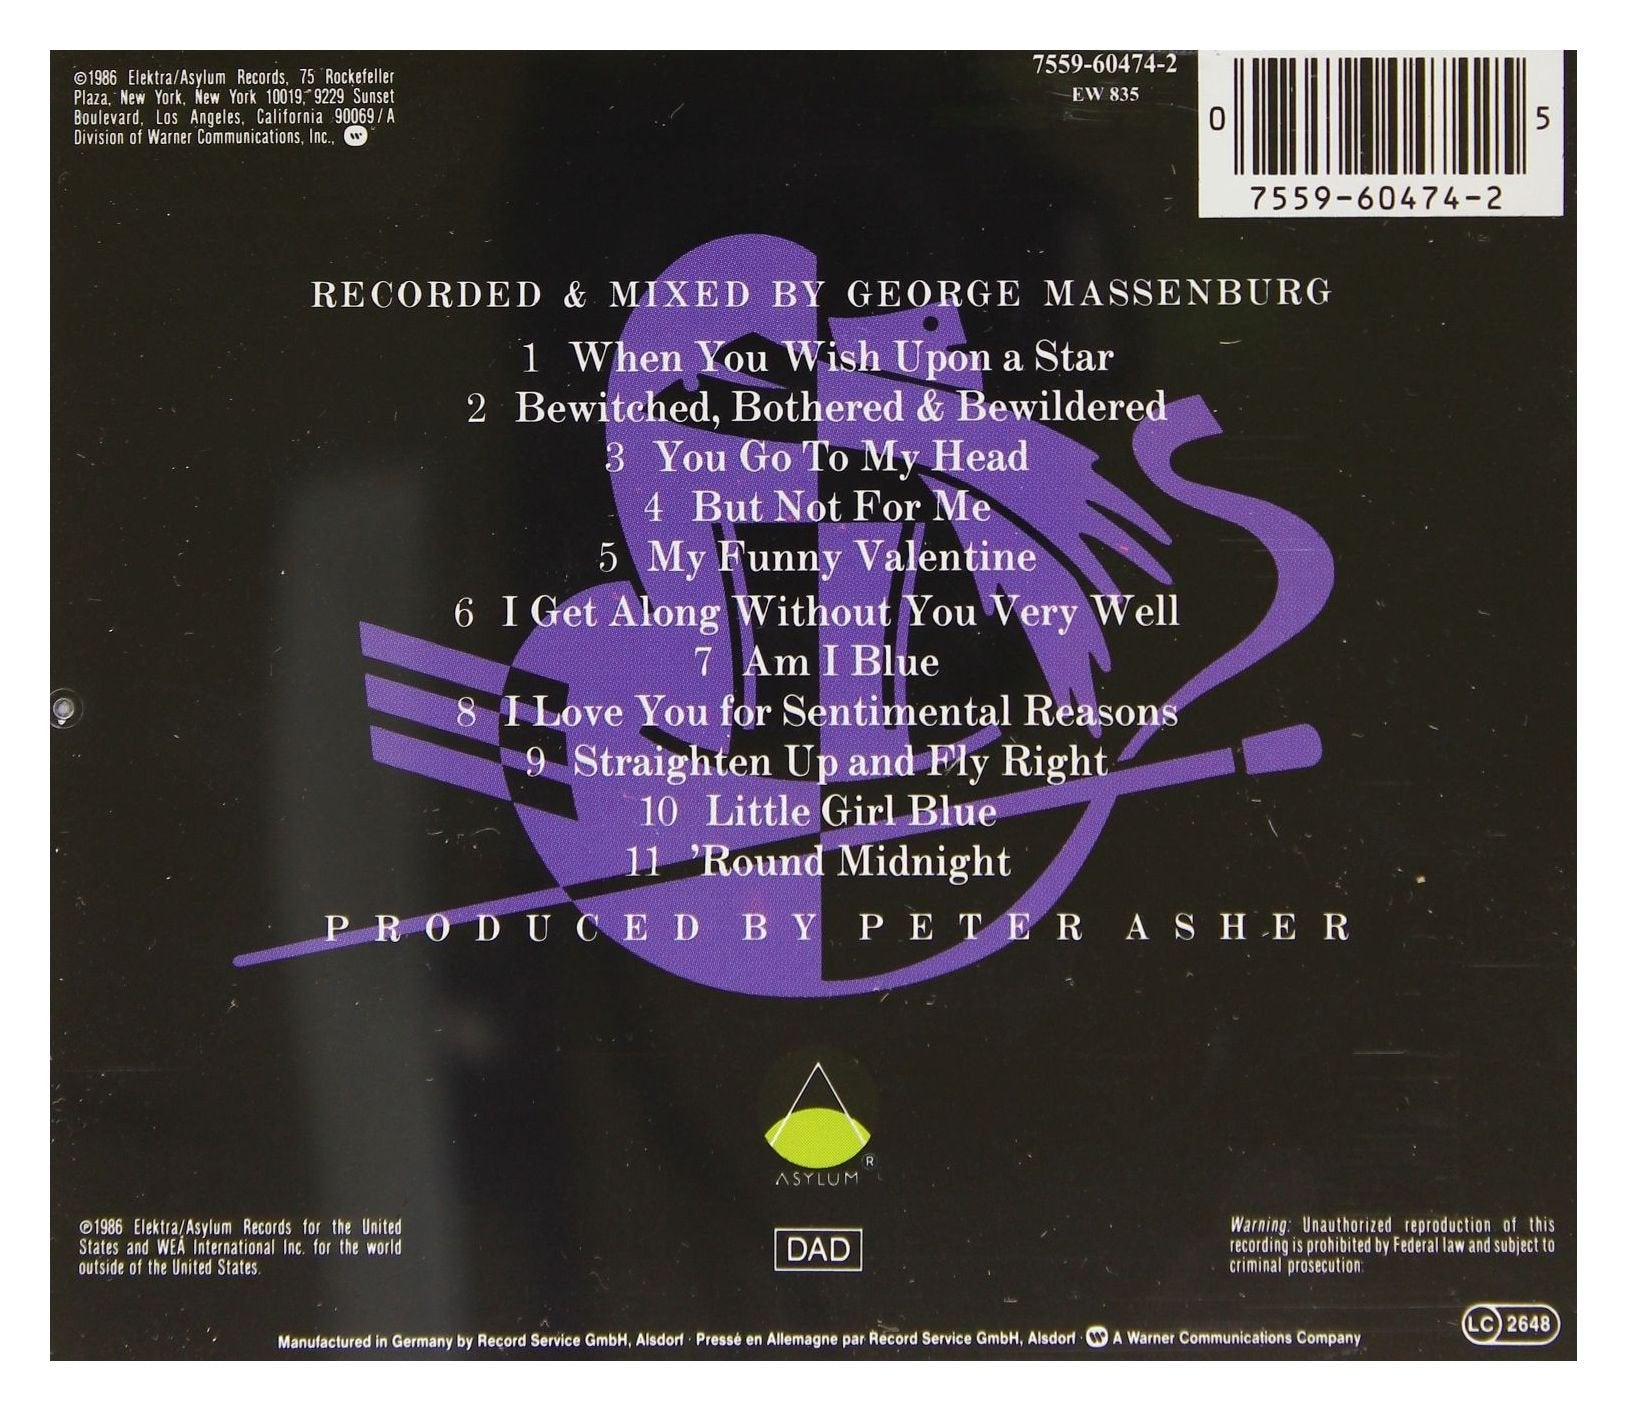 ©1986 Elektra/Asylum Records, 75 Rockefeller
Plaza, New York, New York 10019, 9229 Sunset
Boulevard, Los Angeles, California 90069/A
Division of Warner Communications, Inc.,
7559-60474-2
EW 835
0 5
7559-60474-2
RECORDED & MIXED BY GEORGE MASSENBURG
1 When You Wish Upon a Star
2 Bewitched, Bothered & Bewildered
3 You Go To My Head
4 But Not For Me
5 My Funny Valentine
6 I Get Along Without You Very Well
7 Am I Blue
8 I Love You for Sentimental Reasons
9 Straighten Up and Fly Right
10 Little Girl Blue
11 ’Round Midnight
PRODUCED BY PETER ASHER
ASYLUM ®
℗1986 Elektra/Asylum Records for the United
States and WEA International Inc. for the world
outside of the United States.
DAD
Warning: Unauthorized reproduction of this
recording is prohibited by Federal law and subject to
criminal prosecution.
LC 2648
Manufactured in Germany by Record Service GmbH, Alsdorf · Pressé en Allemagne par Record Service GmbH, Alsdorf · A Warner Communications Company